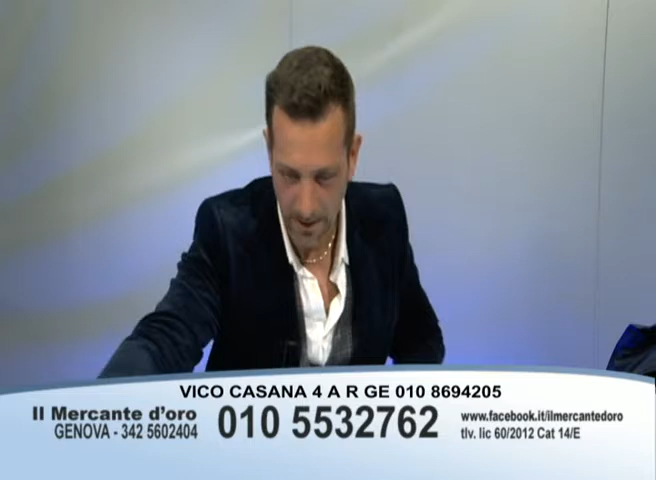 VICO CASANA 4 A R GE 010 8694205
Il Mercante d'oro
GENOVA - 342 5602404
010 5532762
www.facebook.it/ilmercantedoro
tlv. lic 60/2012 Cat 14/E